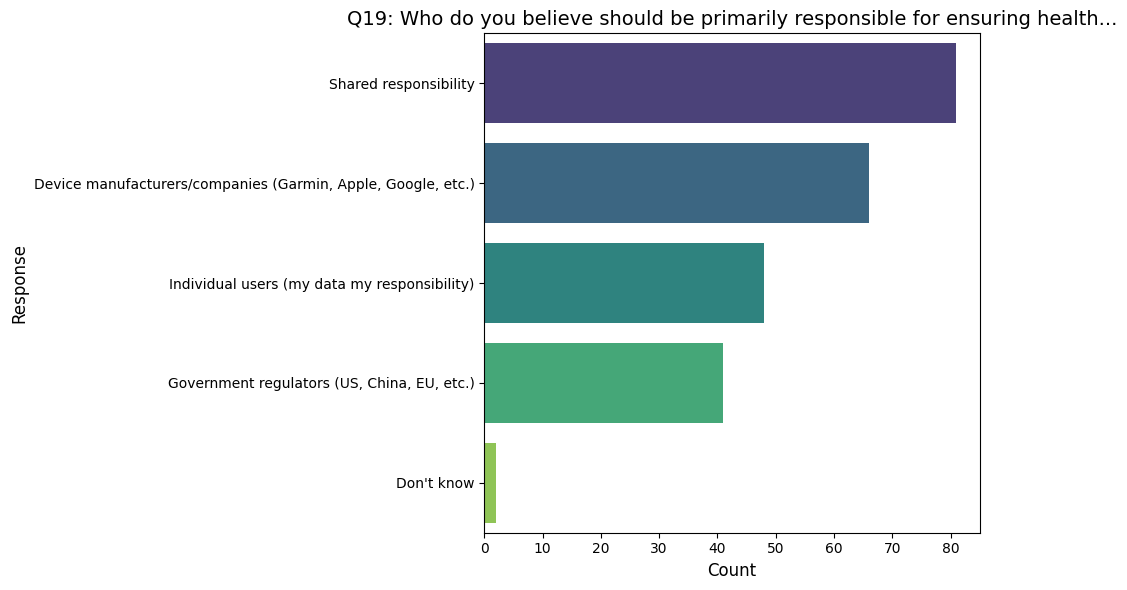 Q19: Who do you believe should be primarily responsible for ensuring health...
Response
Shared responsibility
Device manufacturers/companies (Garmin, Apple, Google, etc.)
Individual users (my data my responsibility)
Government regulators (US, China, EU, etc.)
Don't know
0 10 20 30 40 50 60 70 80
Count